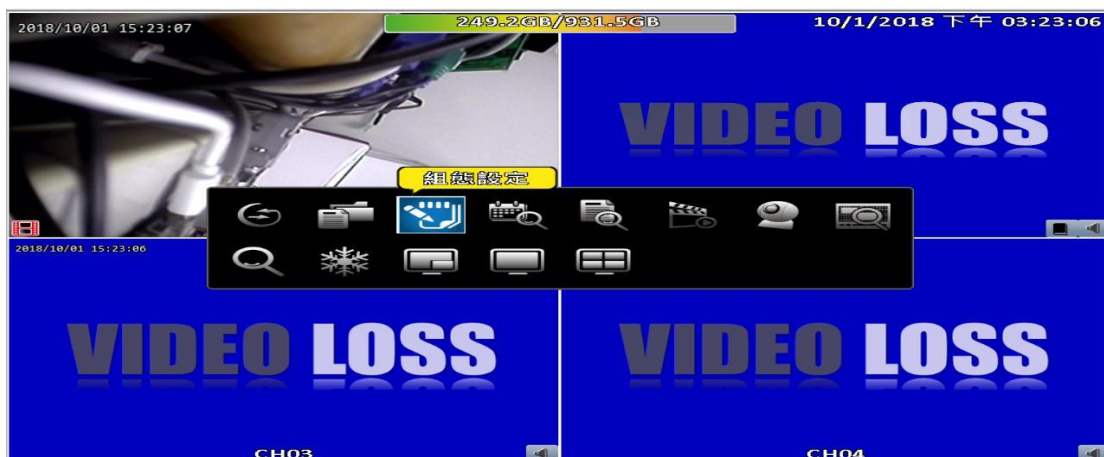 2018/10/01 15:23:07
249.2GB/931.5GB
10/1/2018 下午 03:23:06
VIDEO LOSS
組態設定
2018/10/01 15:23:06
VIDEO LOSS
VIDEO LOSS
CH03
CH04